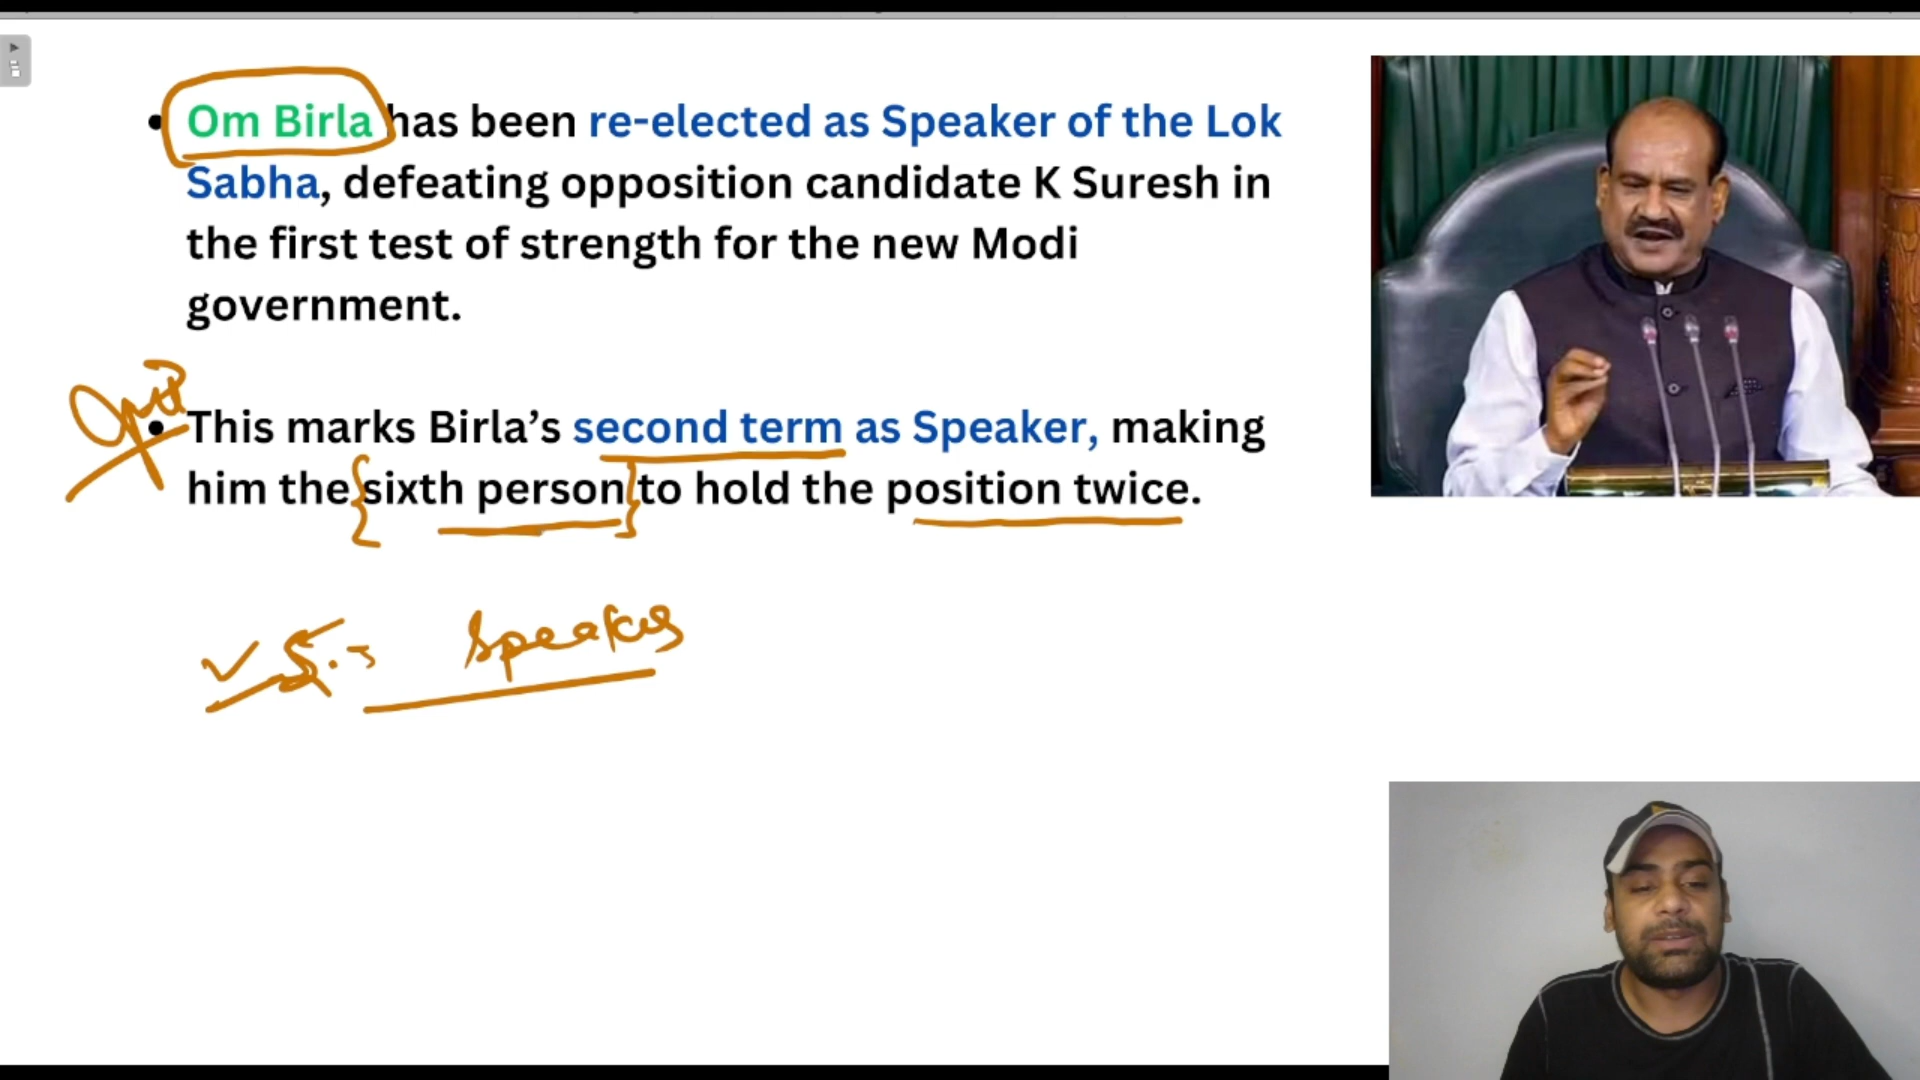 • Om Birla has been re-elected as Speaker of the Lok
Sabha, defeating opposition candidate K Suresh in
the first test of strength for the new Modi
government.
• This marks Birla’s second term as Speaker, making
him the sixth person to hold the position twice.
Speaker